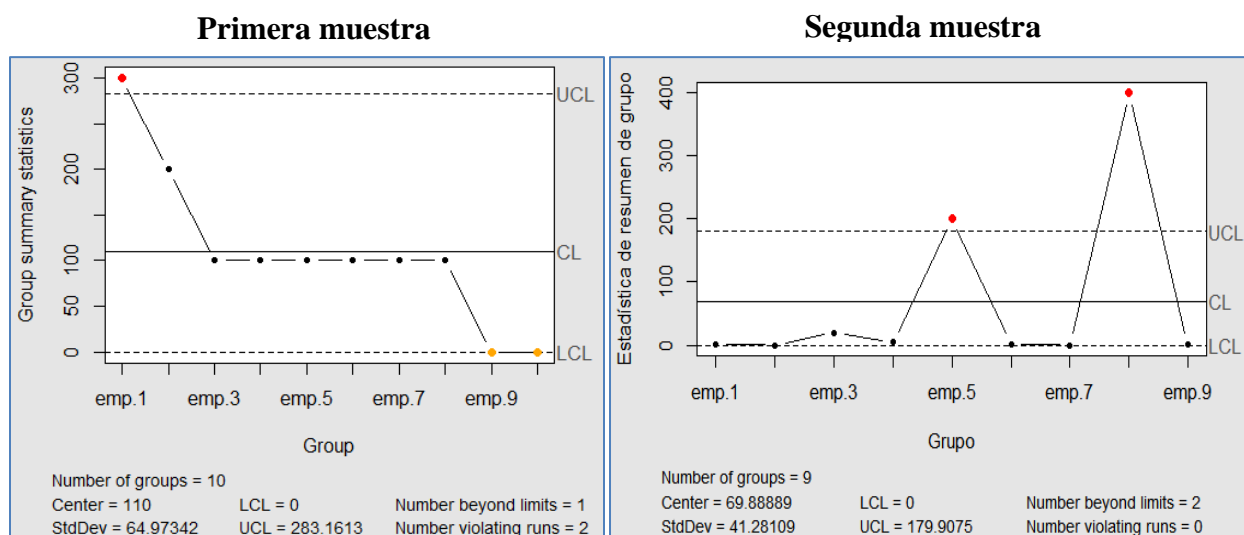 Primera muestra
Group summary statistics
300
200
100
50
0
UCL
CL
LCL
emp.1 emp.3 emp.5 emp.7 emp.9
Group
Number of groups = 10
Center = 110 LCL = 0 Number beyond limits = 1
StdDev = 64.97342 UCL = 283.1613 Number violating runs = 2
Segunda muestra
Estadística de resumen de grupo
400
300
200
100
0
UCL
CL
LCL
emp.1 emp.3 emp.5 emp.7 emp.9
Grupo
Number of groups = 9
Center = 69.88889 LCL = 0 Number beyond limits = 2
StdDev = 41.28109 UCL = 179.9075 Number violating runs = 0